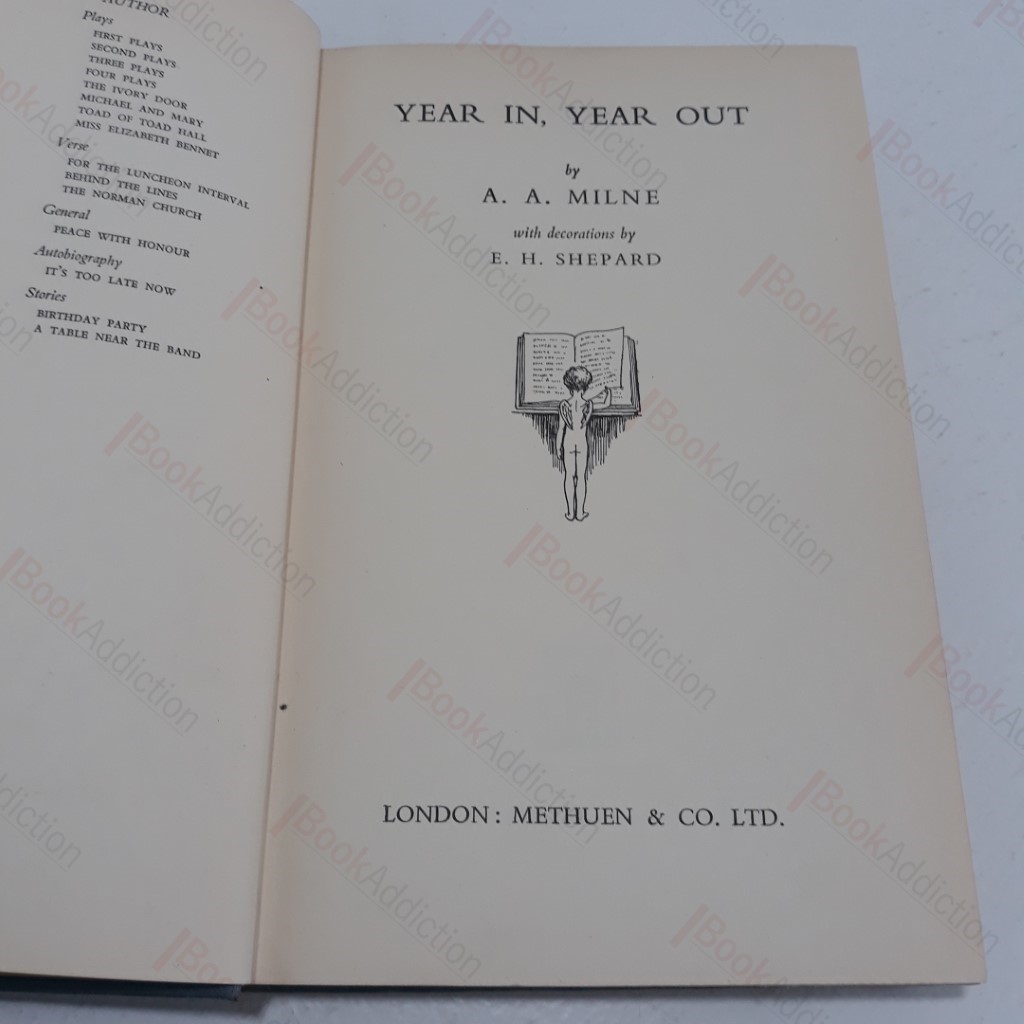 AUTHOR
Plays
FIRST PLAYS
SECOND PLAYS
THREE PLAYS
FOUR PLAYS
THE IVORY DOOR
MICHAEL AND MARY
TOAD OF TOAD HALL
MISS ELIZABETH BENNET
Verse
FOR THE LUNCHEON INTERVAL
BEHIND THE LINES
THE NORMAN CHURCH
General
PEACE WITH HONOUR
Autobiography
IT'S TOO LATE NOW
Stories
BIRTHDAY PARTY
A TABLE NEAR THE BAND
YEAR IN, YEAR OUT
by
A. A. MILNE
with decorations by
E. H. SHEPARD
LONDON: METHUEN & CO. LTD.
BookAddiction